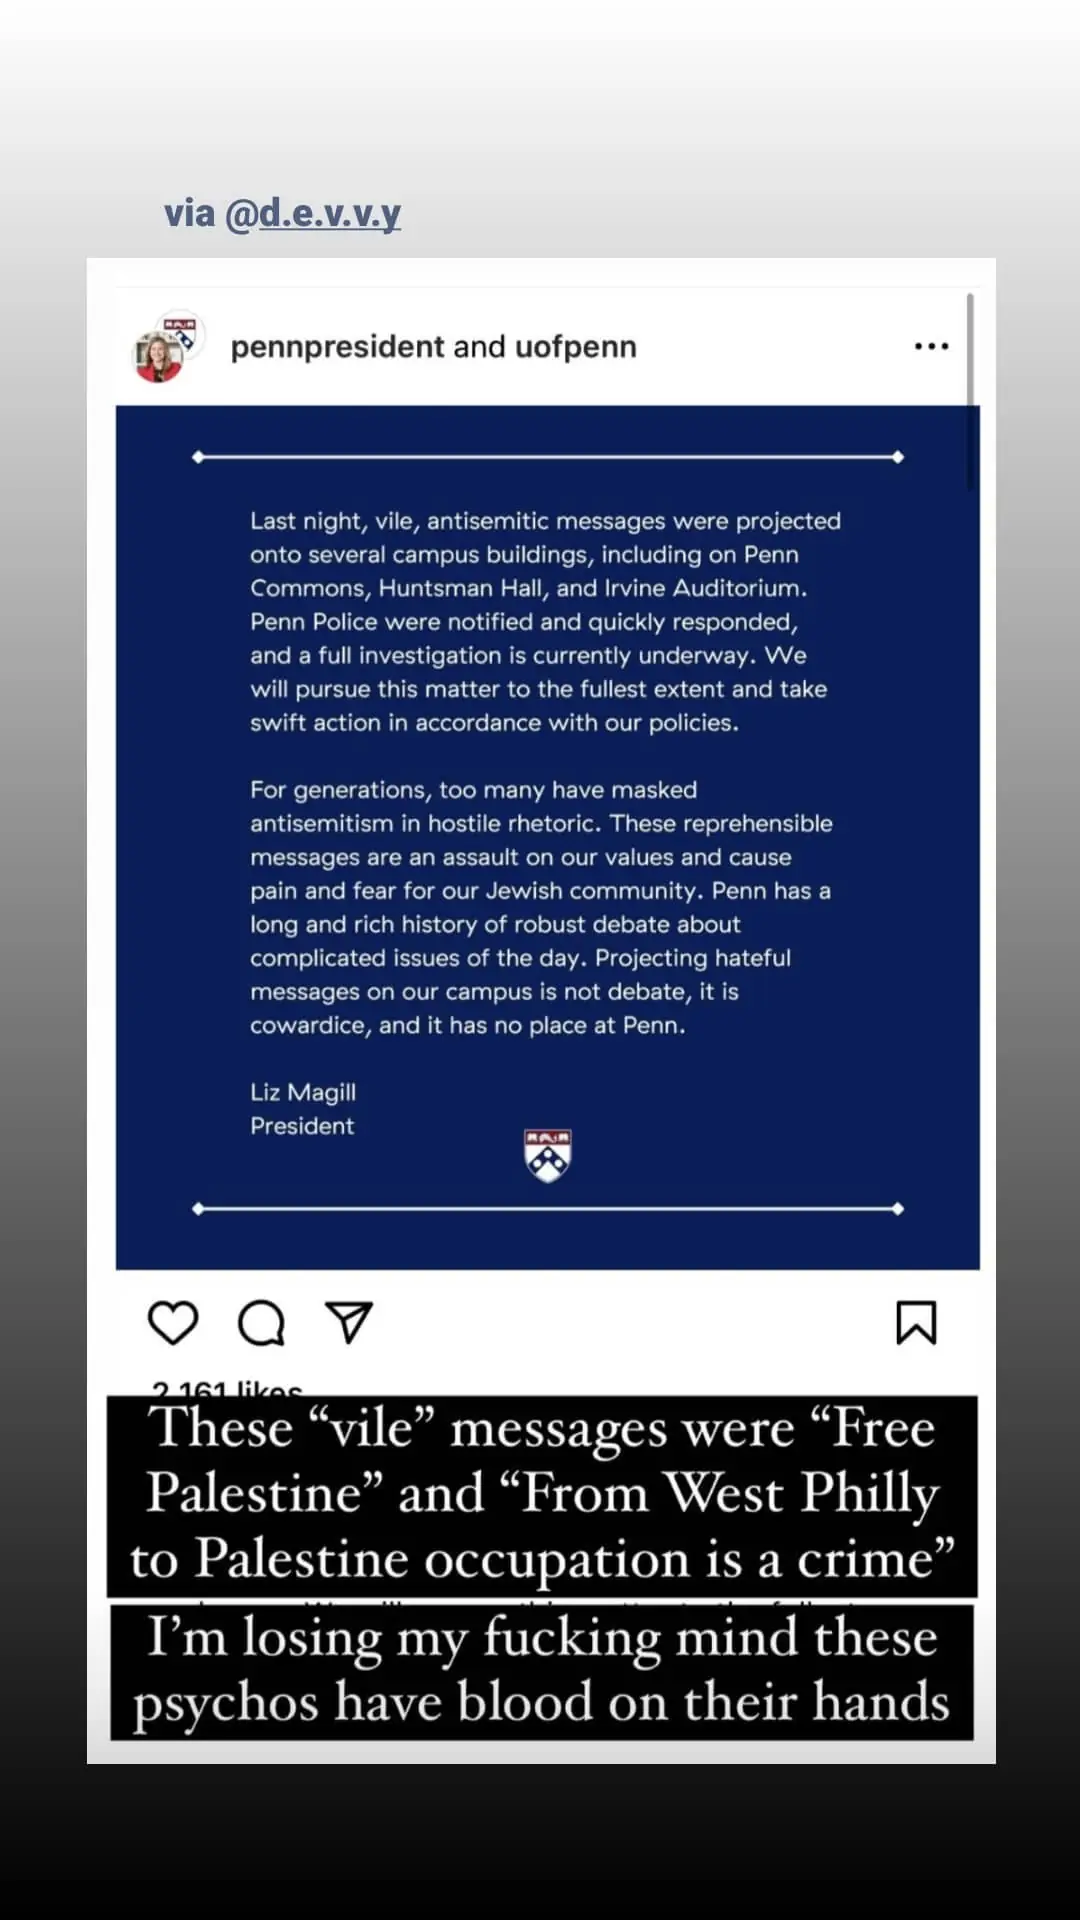 via @d.e.v.v.y
pennpresident and uofpenn
Last night, vile, antisemitic messages were projected
onto several campus buildings, including on Penn
Commons, Huntsman Hall, and Irvine Auditorium.
Penn Police were notified and quickly responded,
and a full investigation is currently underway. We
will pursue this matter to the fullest extent and take
swift action in accordance with our policies.
For generations, too many have masked
antisemitism in hostile rhetoric. These reprehensible
messages are an assault on our values and cause
pain and fear for our Jewish community. Penn has a
long and rich history of robust debate about
complicated issues of the day. Projecting hateful
messages on our campus is not debate, it is
cowardice, and it has no place at Penn.
Liz Magill
President
2,161 likes
These “vile” messages were “Free
Palestine” and “From West Philly
to Palestine occupation is a crime”
I’m losing my fucking mind these
psychos have blood on their hands